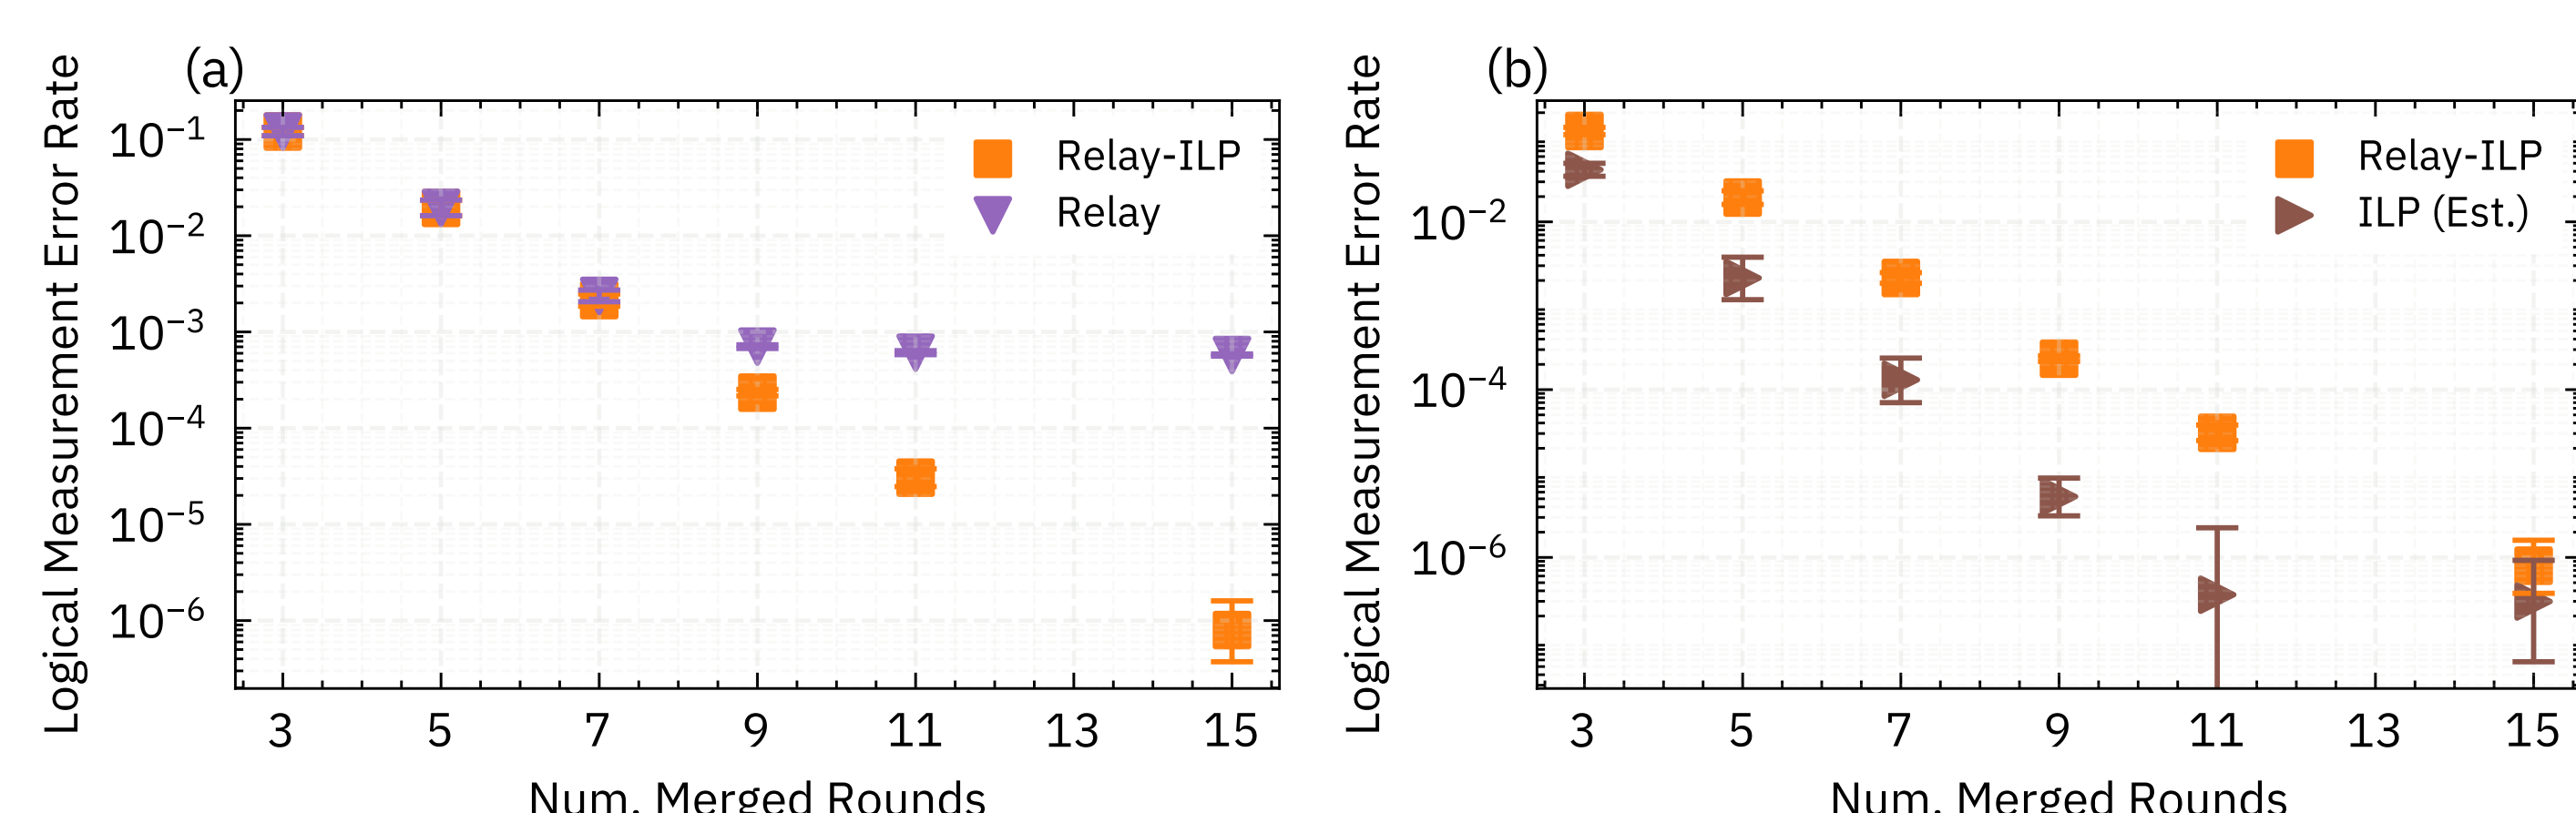 (a)
Logical Measurement Error Rate
10⁻¹
10⁻²
10⁻³
10⁻⁴
10⁻⁵
10⁻⁶
Relay-ILP
Relay
3 5 7 9 11 13 15
Num. Merged Rounds
(b)
Logical Measurement Error Rate
10⁻²
10⁻⁴
10⁻⁶
Relay-ILP
ILP (Est.)
3 5 7 9 11 13 15
Num. Merged Rounds